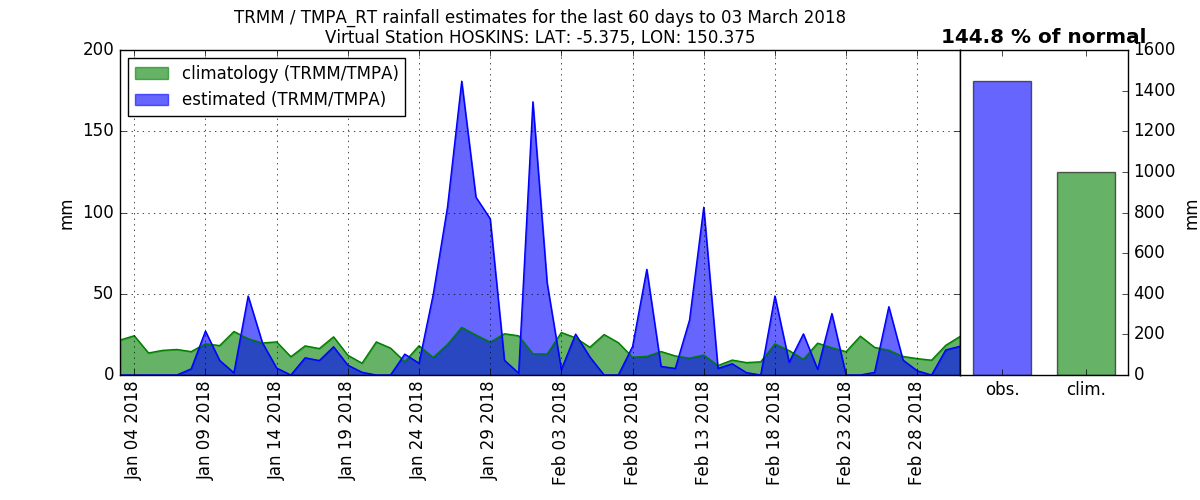 TRMM / TMPA_RT rainfall estimates for the last 60 days to 03 March 2018
Virtual Station HOSKINS: LAT: -5.375, LON: 150.375
144.8 % of normal
climatology (TRMM/TMPA)
estimated (TRMM/TMPA)
mm
200
150
100
50
0
Jan 04 2018
Jan 09 2018
Jan 14 2018
Jan 19 2018
Jan 24 2018
Jan 29 2018
Feb 03 2018
Feb 08 2018
Feb 13 2018
Feb 18 2018
Feb 23 2018
Feb 28 2018
1600
1400
1200
1000
800
600
400
200
0
mm
obs.
clim.